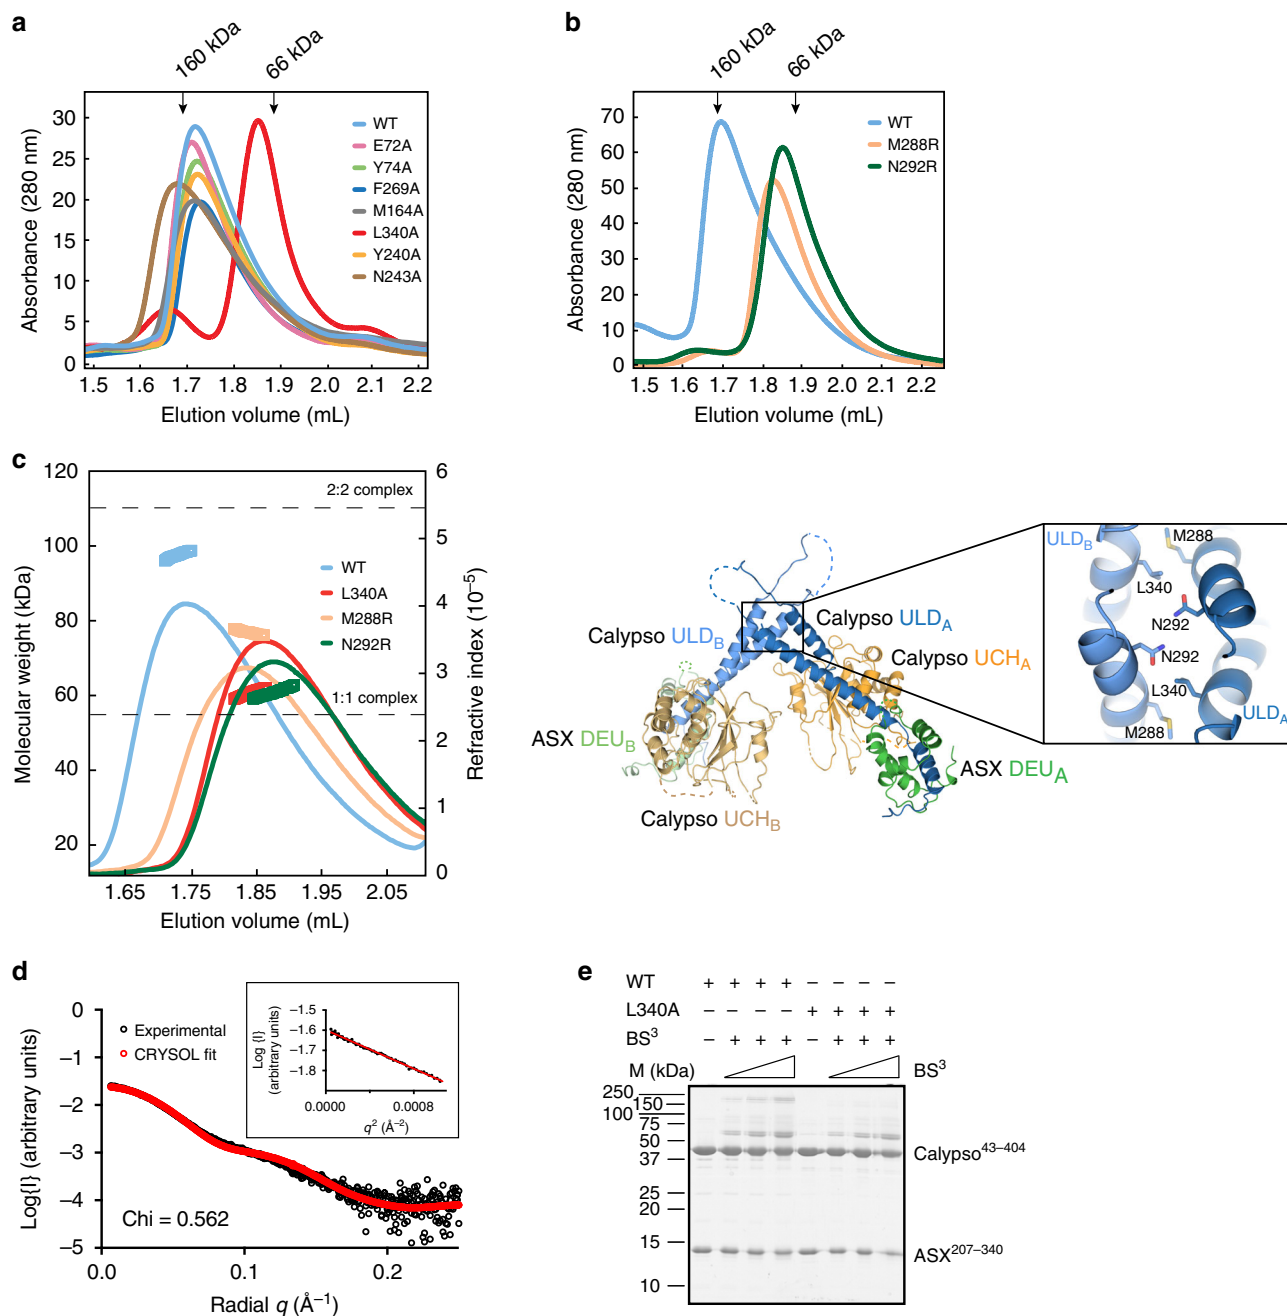 a
160 kDa
66 kDa
Absorbance (280 nm)
30
25
20
15
10
5
0
WT
E72A
Y74A
F269A
M164A
L340A
Y240A
N243A
1.5 1.6 1.7 1.8 1.9 2.0 2.1 2.2
Elution volume (mL)
b
160 kDa
66 kDa
Absorbance (280 nm)
70
60
50
40
30
20
10
0
WT
M288R
N292R
1.5 1.6 1.7 1.8 1.9 2.0 2.1 2.2
Elution volume (mL)
c
Molecular weight (kDa)
120
100
80
60
40
20
6
5
4
3
2
1
0
Refractive index (10⁻⁵)
2:2 complex
WT
L340A
M288R
N292R
1:1 complex
1.65 1.75 1.85 1.95 2.05
Elution volume (mL)
Calypso ULD_B
Calypso ULD_A
Calypso UCH_A
ASX DEU_B
ASX DEU_A
Calypso UCH_B
ULD_B
M288
L340
N292
N292
L340
ULD_A
M288
d
Log{I} (arbitrary units)
0
–1
–2
–3
–4
–5
Experimental
CRYSOL fit
Chi = 0.562
0.0 0.1 0.2
Radial q (Å⁻¹)
Log {I}
(arbitrary units)
–1.5
–1.6
–1.7
–1.8
0.0000 0.00008
q² (Å⁻²)
e
WT + + + + – – – –
L340A – – – – + + + +
BS³ – + + + – + + +
M (kDa) BS³
250
150
100
75
50
37
25
20
15
10
Calypso⁴³⁻⁴⁰⁴
ASX²⁰⁷⁻³⁴⁰